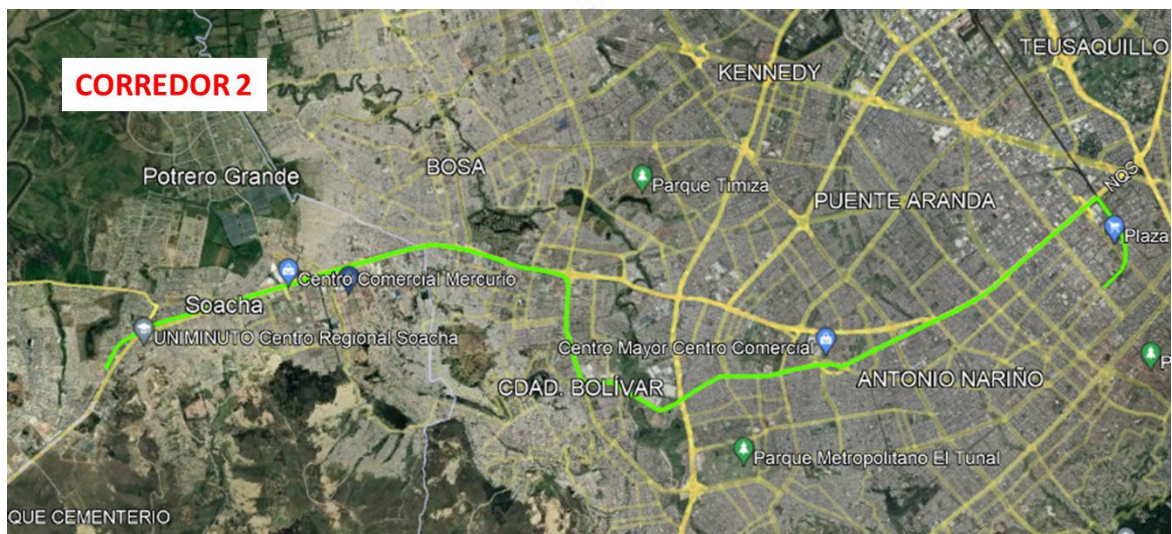 TEUSAQUILLO
KENNEDY
CORREDOR 2
BOSA
Potrero Grande
Parque Timiza
NQS
PUENTE ARANDA
Plaza
Centro Comercial Mercurio
Soacha
UNIMINUTO Centro Regional Soacha
Centro Mayor Centro Comercial
P
CDAD. BOLÍVAR
ANTONIO NARIÑO
Parque Metropolitano El Tunal
QUE CEMENTERIO